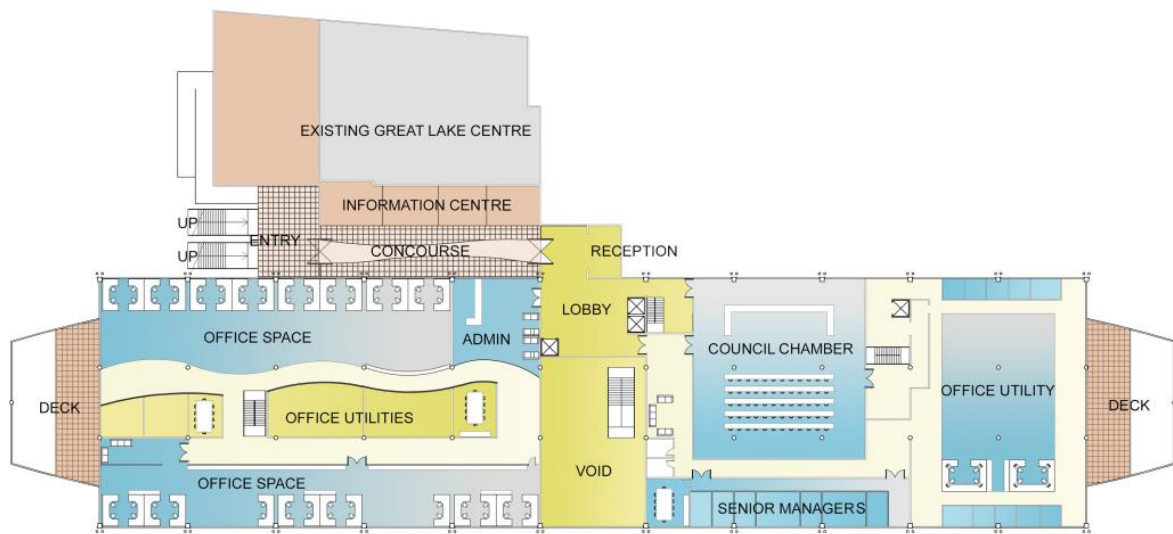 EXISTING GREAT LAKE CENTRE
INFORMATION CENTRE
UP
ENTRY
CONCOURSE
RECEPTION
UP
LOBBY
OFFICE SPACE
ADMIN
COUNCIL CHAMBER
OFFICE UTILITY
DECK
OFFICE UTILITIES
DECK
VOID
OFFICE SPACE
SENIOR MANAGERS